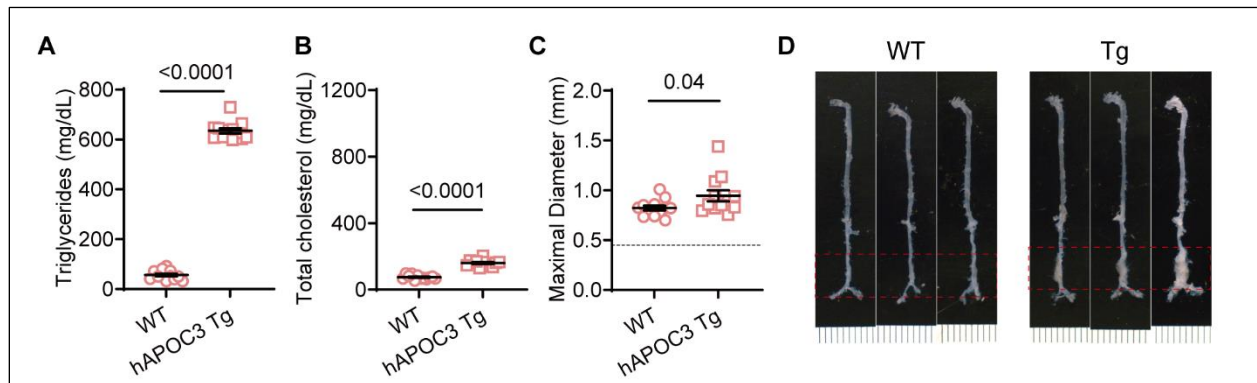 A
Triglycerides (mg/dL)
<0.0001
800
600
400
200
0
WT
hAPOC3 Tg
B
Total cholesterol (mg/dL)
<0.0001
1200
800
400
0
WT
hAPOC3 Tg
C
Maximal Diameter (mm)
0.04
2.0
1.5
1.0
0.5
0.0
WT
hAPOC3 Tg
D
WT
Tg